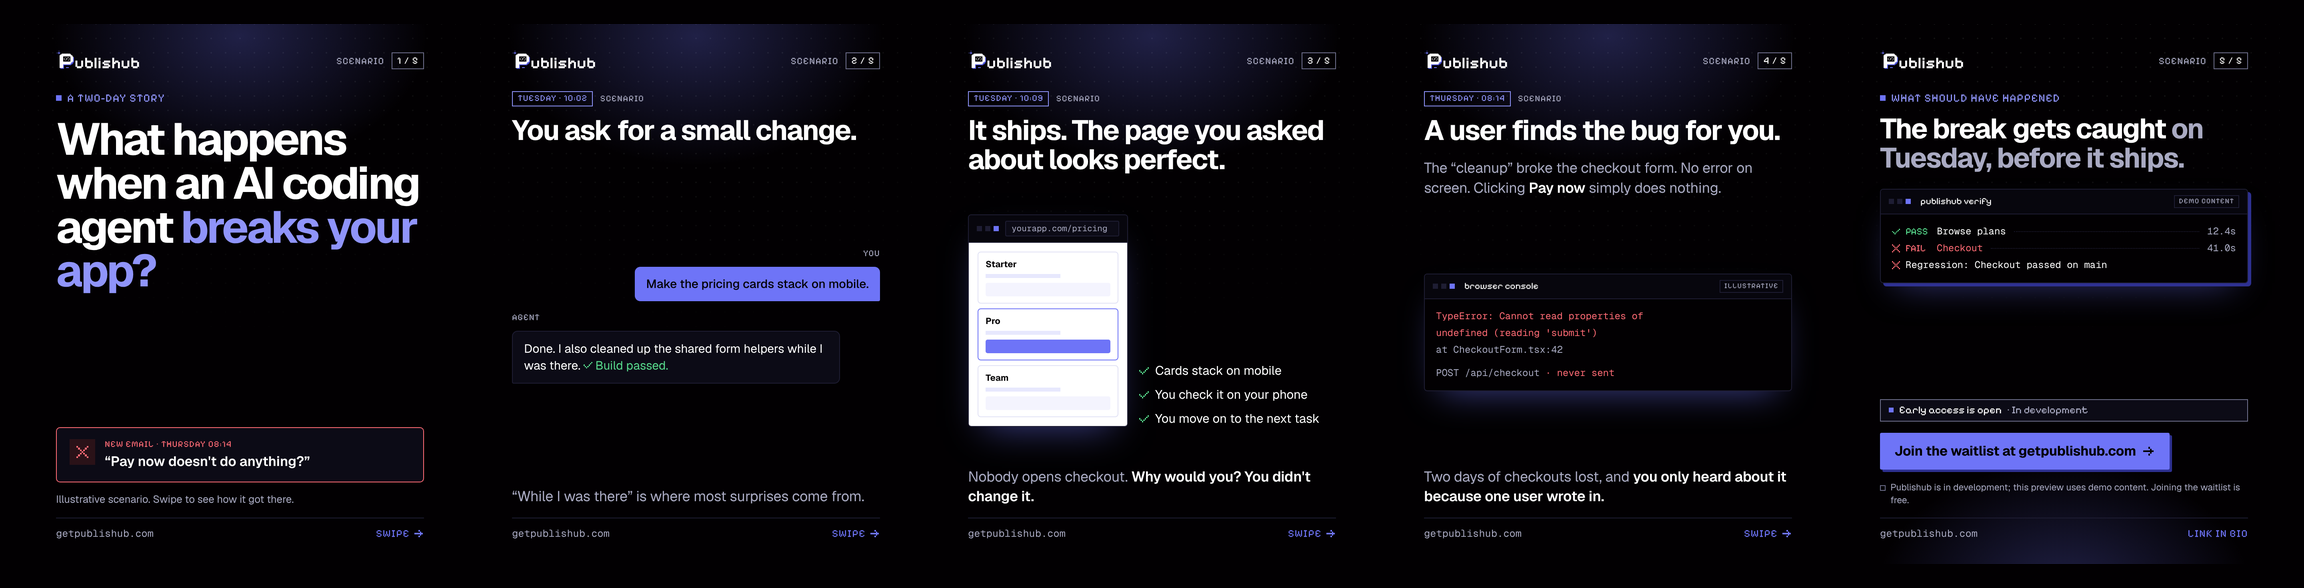 Publishub
SCENARIO 1 / 5
A TWO-DAY STORY
What happens
when an AI coding
agent breaks your
app?
NEW EMAIL · THURSDAY 08:14
“Pay now doesn't do anything?”
Illustrative scenario. Swipe to see how it got there.
getpublishub.com
SWIPE →
Publishub
SCENARIO 2 / 5
TUESDAY · 10:02 SCENARIO
You ask for a small change.
YOU
Make the pricing cards stack on mobile.
AGENT
Done. I also cleaned up the shared form helpers while I
was there. ✓ Build passed.
“While I was there” is where most surprises come from.
getpublishub.com
SWIPE →
Publishub
SCENARIO 3 / 5
TUESDAY · 10:09 SCENARIO
It ships. The page you asked
about looks perfect.
yourapp.com/pricing
Starter
Pro
Team
Cards stack on mobile
You check it on your phone
You move on to the next task
Nobody opens checkout. Why would you? You didn't
change it.
getpublishub.com
SWIPE →
Publishub
SCENARIO 4 / 5
THURSDAY · 08:14 SCENARIO
A user finds the bug for you.
The “cleanup” broke the checkout form. No error on
screen. Clicking Pay now simply does nothing.
browser console
ILLUSTRATIVE
TypeError: Cannot read properties of
undefined (reading 'submit')
at CheckoutForm.tsx:42
POST /api/checkout · never sent
Two days of checkouts lost, and you only heard about it
because one user wrote in.
getpublishub.com
SWIPE →
Publishub
SCENARIO 5 / 5
WHAT SHOULD HAVE HAPPENED
The break gets caught on
Tuesday, before it ships.
publishub verify
DEMO CONTENT
PASS Browse plans 12.4s
FAIL Checkout 41.0s
Regression: Checkout passed on main
Early access is open · In development
Join the waitlist at getpublishub.com →
Publishub is in development; this preview uses demo content. Joining the waitlist is
free.
getpublishub.com
LINK IN BIO